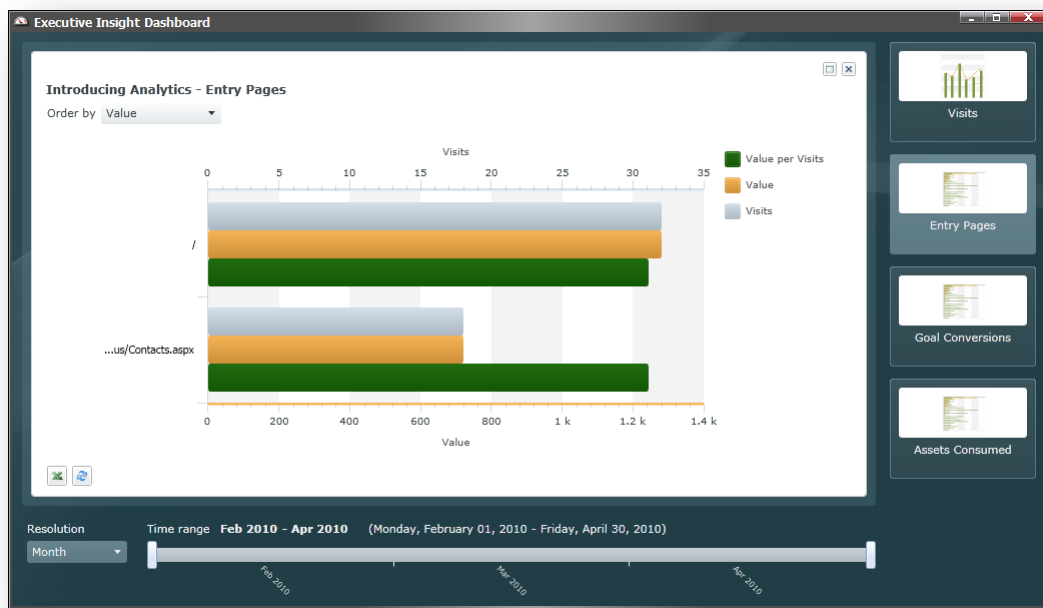 Executive Insight Dashboard
Introducing Analytics - Entry Pages
Order by Value
Visits
0 5 10 15 20 25 30 35
Value per Visits
Value
Visits
/
...us/Contacts.aspx
0 200 400 600 800 1 k 1.2 k 1.4 k
Value
Visits
Entry Pages
Goal Conversions
Assets Consumed
Resolution
Month
Time range Feb 2010 - Apr 2010 (Monday, February 01, 2010 - Friday, April 30, 2010)
Feb 2010
Mar 2010
Apr 2010